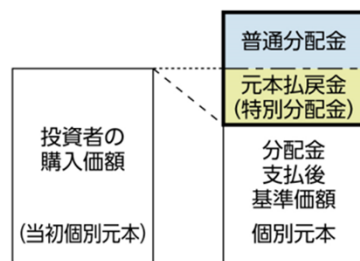 普通分配金
元本払戻金
(特別分配金)
投資者の
購入価額
(当初個別元本)
分配金
支払後
基準価額
個別元本